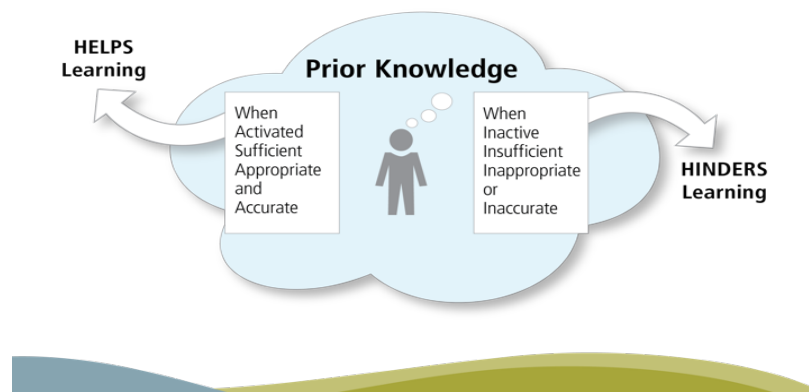 HELPS
Learning
Prior Knowledge
When
Activated
Sufficient
Appropriate
and
Accurate
When
Inactive
Insufficient
Inappropriate
or
Inaccurate
HINDERS
Learning